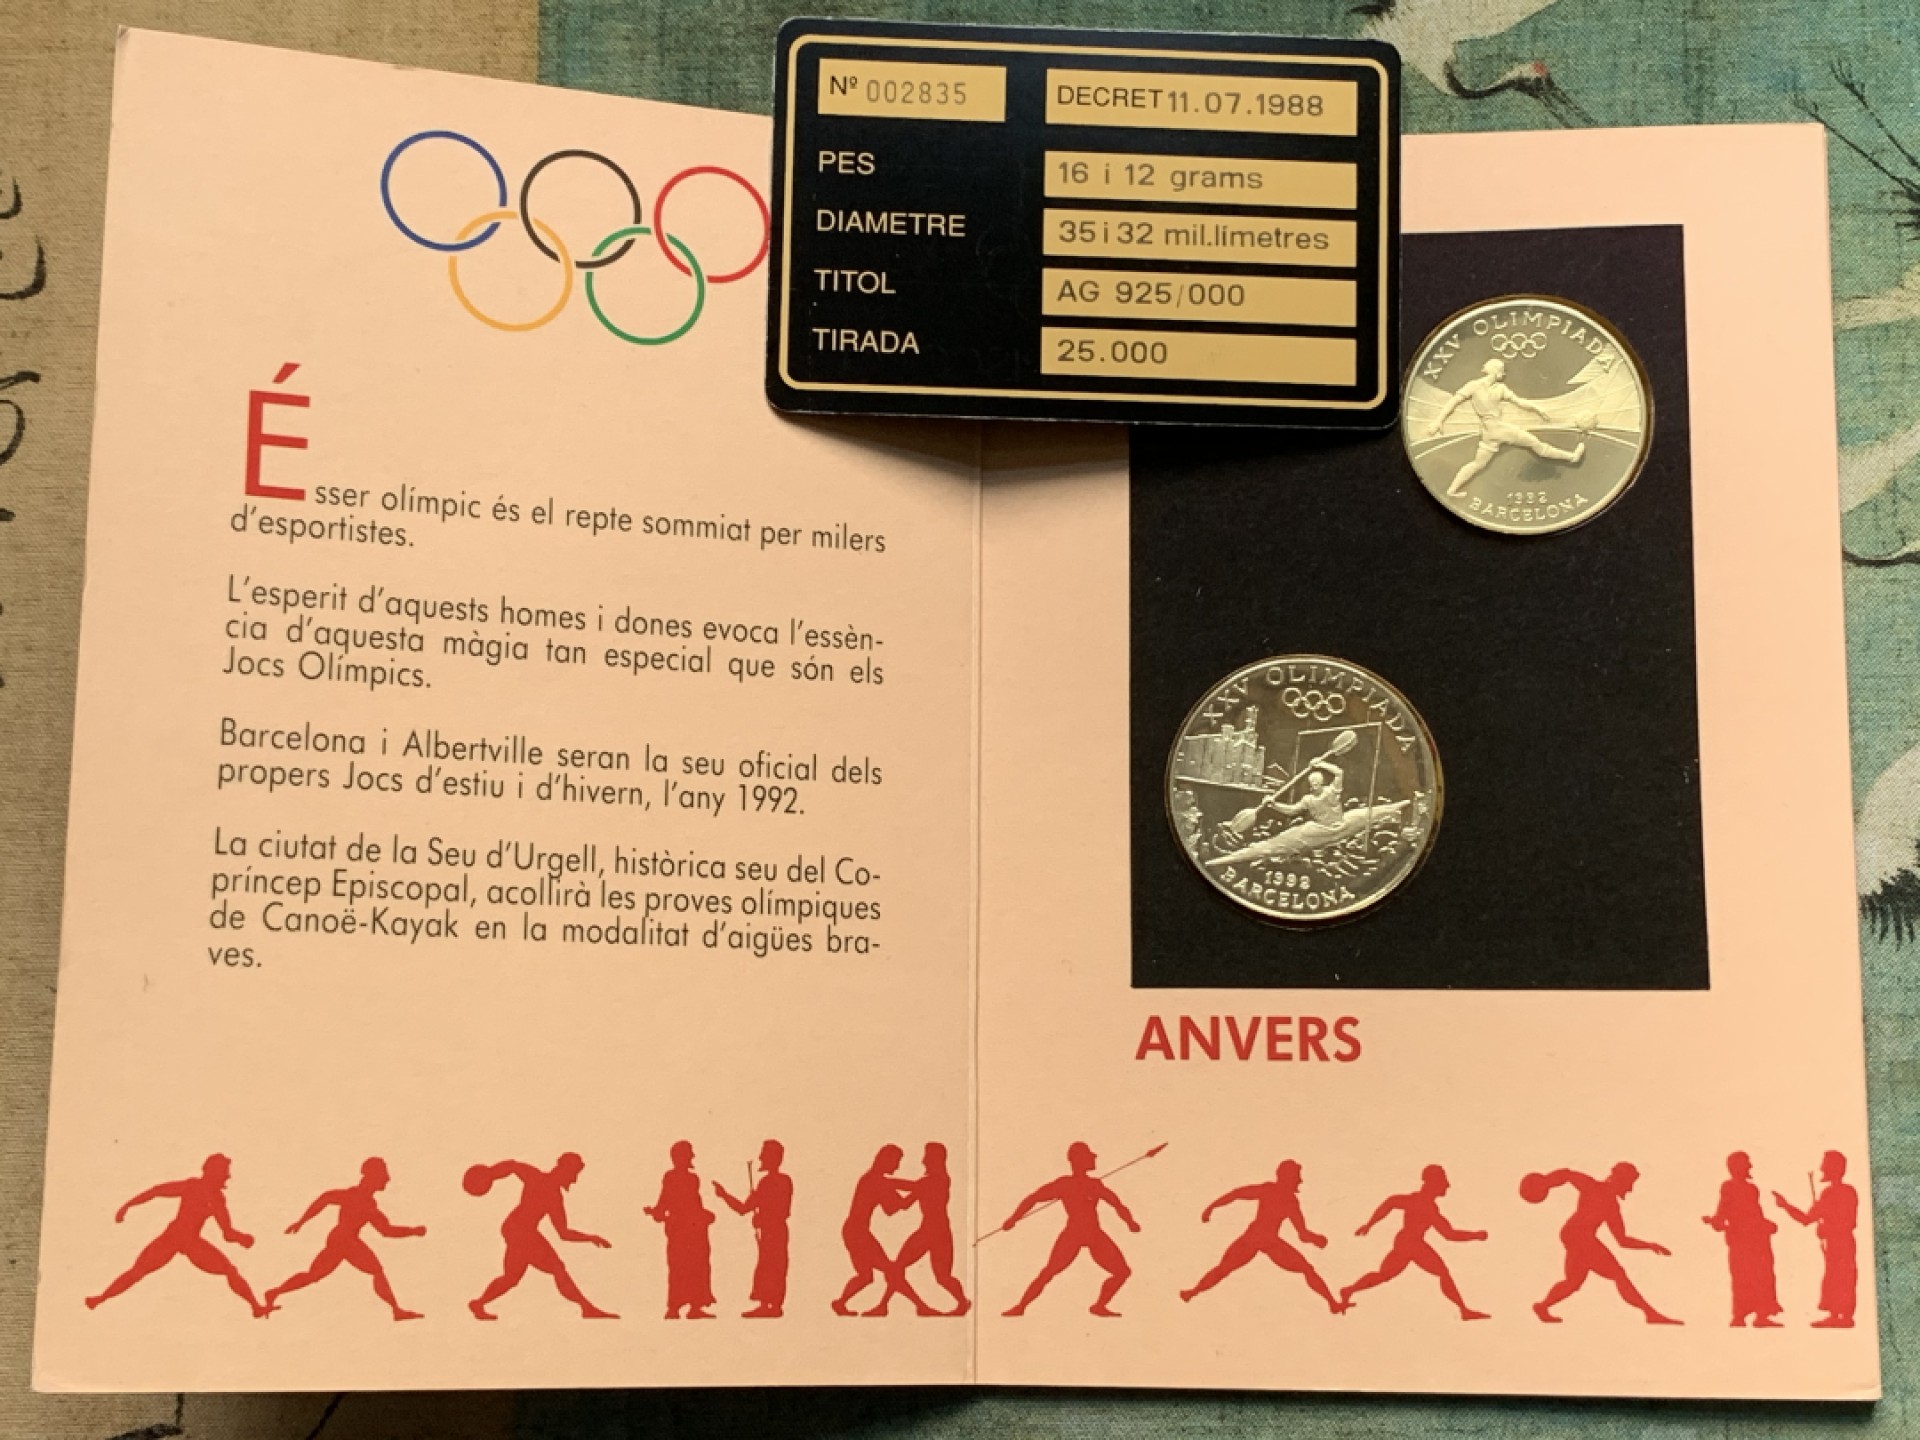 Nº 002835
DECRET 11.07.1988
PES 16 i 12 grams
DIAMETRE 35 i 32 mil.límetres
TITOL AG 925/000
TIRADA 25.000
Ésser olímpic és el repte sommiat per milers
d'esportistes.
L'esperit d'aquests homes i dones evoca l'essèn-
cia d'aquesta màgia tan especial que són els
Jocs Olímpics.
Barcelona i Albertville seran la seu oficial dels
propers Jocs d'estiu i d'hivern, l'any 1992.
La ciutat de la Seu d'Urgell, històrica seu del Co-
príncep Episcopal, acollirà les proves olímpiques
de Canoë-Kayak en la modalitat d'aigües bra-
ves.
XXV OLIMPIADA
1992
BARCELONA
XXV OLIMPIADA
1992
BARCELONA
ANVERS